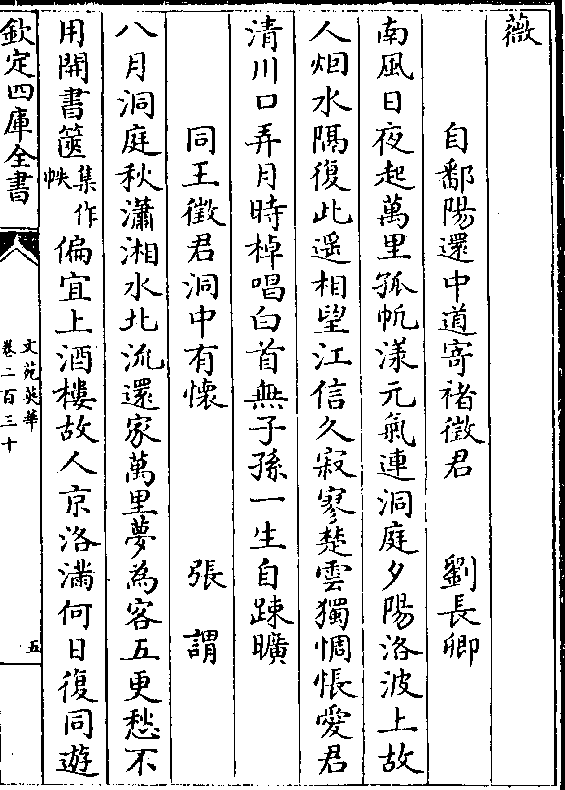 薇
自鄱陽還中道寄褚徵君　劉長卿
南風日夜起萬里孤帆漾元氣連洞庭夕陽洛波上故
人烟水隔復此遥相望江信久寂寥楚雲獨惆悵愛君
清川口弄月時棹唱白首無子孫一生自踈曠
同王徵君洞中有懷　張謂
八月洞庭秋瀟湘水北流還家萬里夢為客五更愁不
用開書篋集作帙偏宜上酒樓故人京洛滿何日復同遊
欽定四庫全書
文苑英華
卷二百三十
五